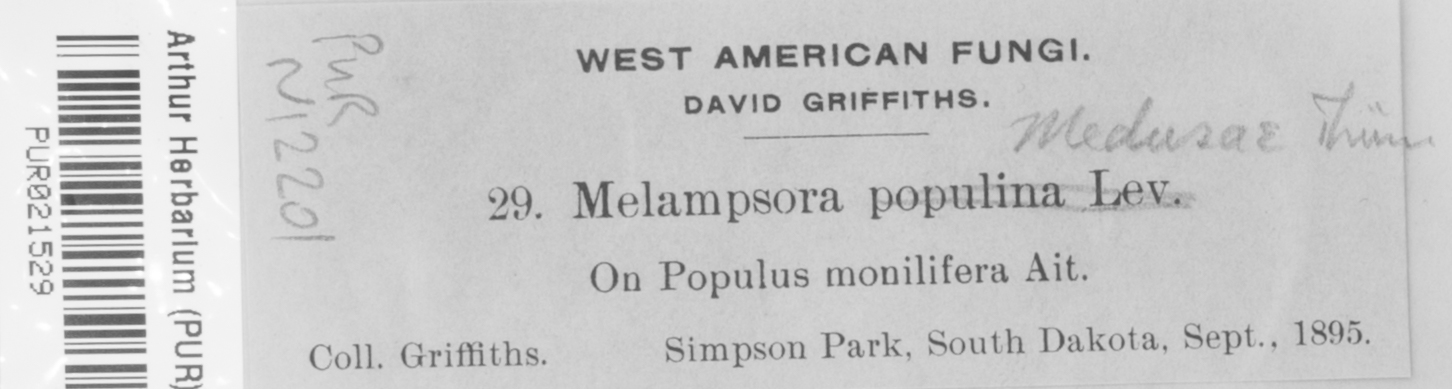 PUR021529
Arthur Herbarium (PUR)
PUR
N1220
WEST AMERICAN FUNGI.
DAVID GRIFFITHS.
Medusae Thüm
29. Melampsora populina Lev.
On Populus monilifera Ait.
Coll. Griffiths. Simpson Park, South Dakota, Sept., 1895.